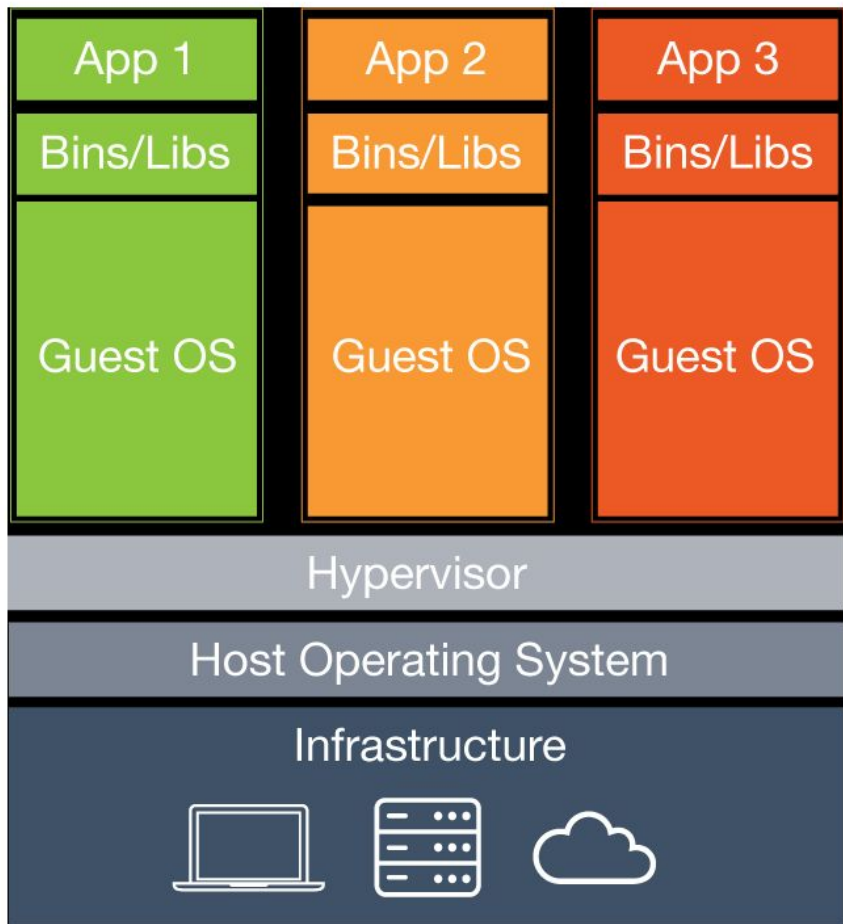 App 1
App 2
App 3
Bins/Libs
Bins/Libs
Bins/Libs
Guest OS
Guest OS
Guest OS
Hypervisor
Host Operating System
Infrastructure